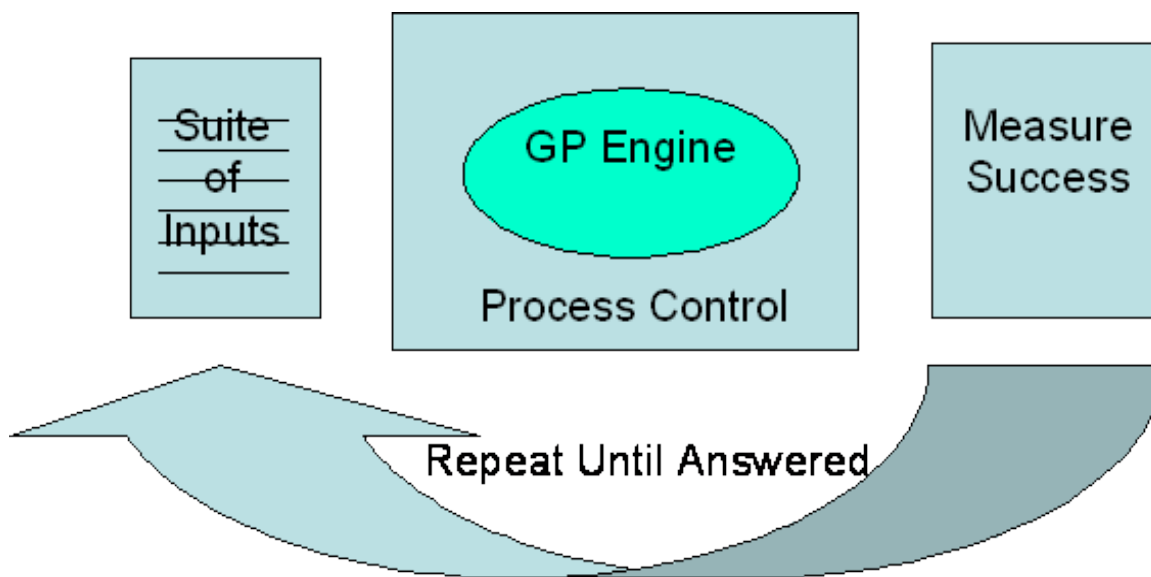 Suite
of
Inputs
GP Engine
Process Control
Measure
Success
Repeat Until Answered